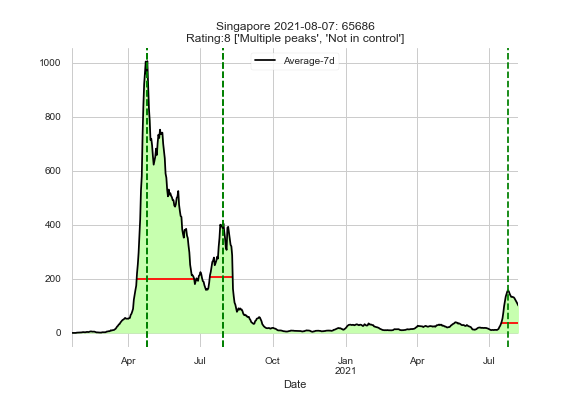 Singapore 2021-08-07: 65686
Rating:8 ['Multiple peaks', 'Not in control']
Average-7d
1000
800
600
400
200
0
Apr
Jul
Oct
Jan
2021
Apr
Jul
Date